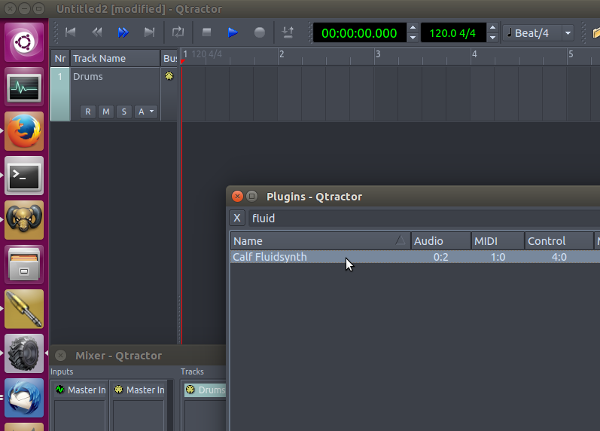 Untitled2 [modified] - Qtractor
00:00:00.000 120.0 4/4 Beat/4
Nr Track Name Bus 1 120 4/4 2 3 4 5
1 Drums
R M S A
Plugins - Qtractor
X fluid
Name Audio MIDI Control
Calf Fluidsynth 0:2 1:0 4:0
Mixer - Qtractor
Inputs Tracks
Master In Master In Drums